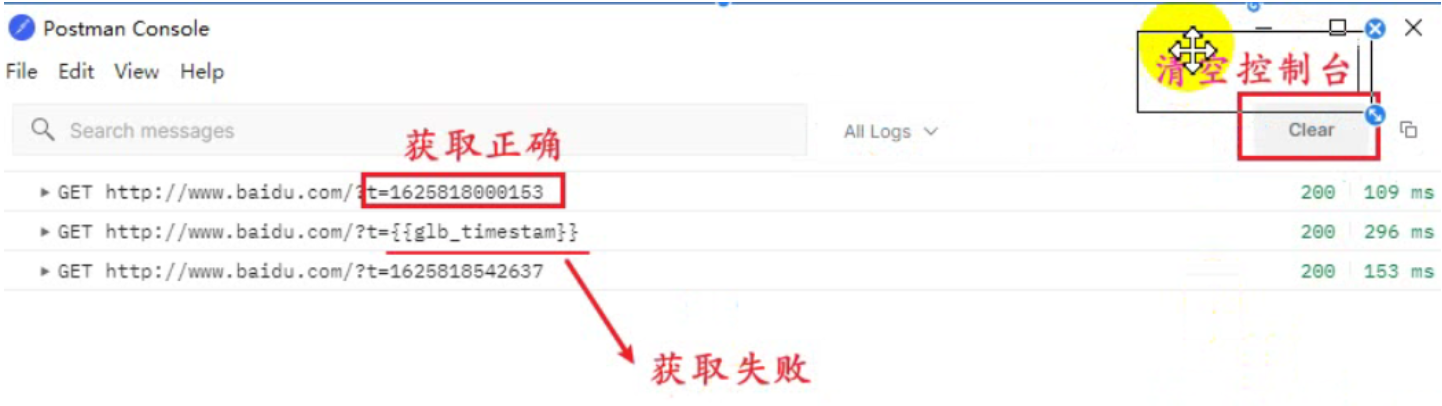 Postman Console
File Edit View Help
清空控制台
Search messages
All Logs
Clear
获取正确
GET http://www.baidu.com/?t=1625818000153 200 109 ms
GET http://www.baidu.com/?t={{glb_timestam}} 200 296 ms
GET http://www.baidu.com/?t=1625818542637 200 153 ms
获取失败